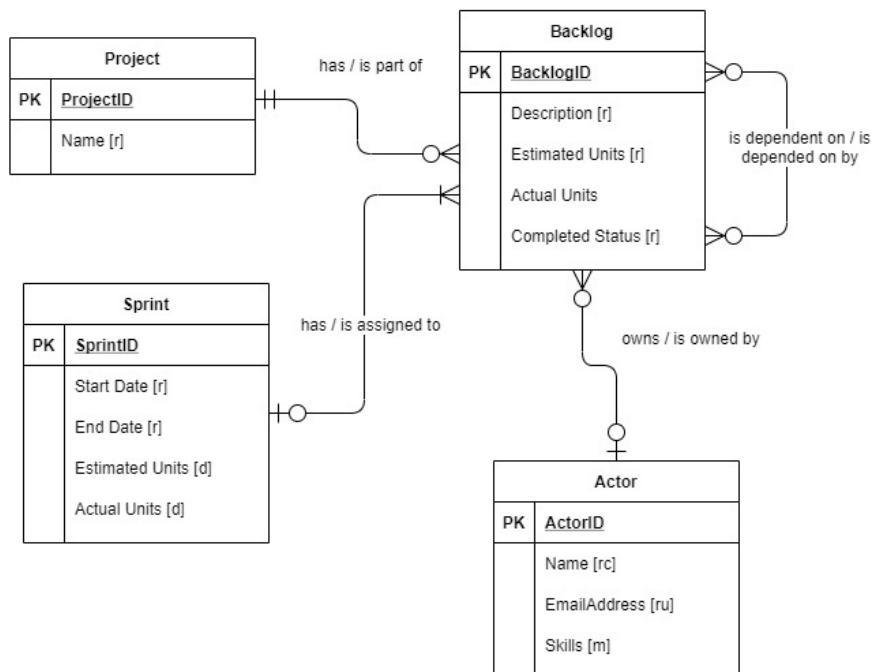 Project
PK ProjectID
Name [r]
has / is part of
Backlog
PK BacklogID
Description [r]
Estimated Units [r]
Actual Units
Completed Status [r]
is dependent on / is
depended on by
Sprint
PK SprintID
Start Date [r]
End Date [r]
Estimated Units [d]
Actual Units [d]
has / is assigned to
owns / is owned by
Actor
PK ActorID
Name [rc]
EmailAddress [ru]
Skills [m]